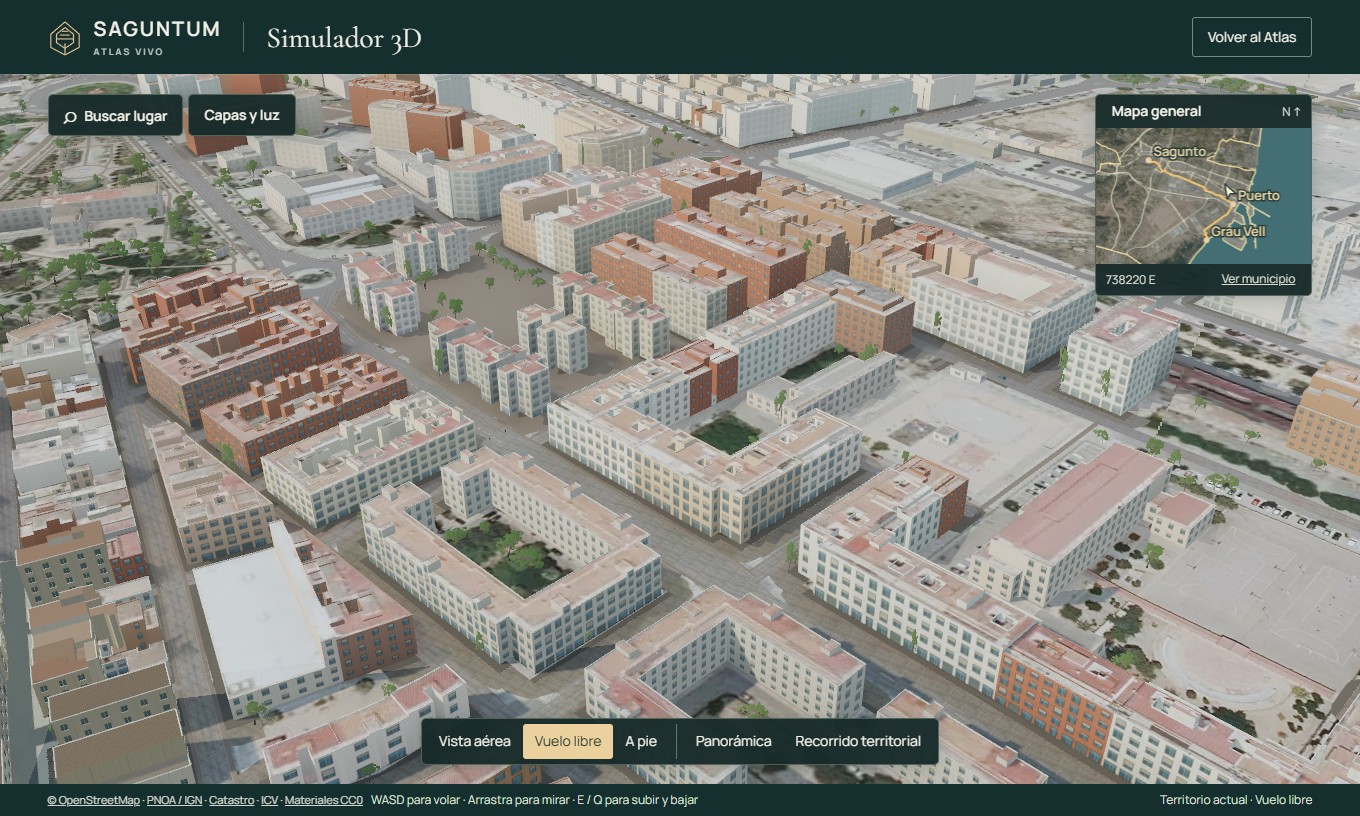 SAGUNTUM
ATLAS VIVO
Simulador 3D
Volver al Atlas
Buscar lugar
Capas y luz
Mapa general
N ↑
Sagunto
Puerto
Grau Vell
738220 E
Ver municipio
Vista aérea
Vuelo libre
A pie
Panorámica
Recorrido territorial
© OpenStreetMap · PNOA / IGN · Catastro · ICV · Materiales CC0 WASD para volar · Arrastra para mirar · E / Q para subir y bajar
Territorio actual · Vuelo libre